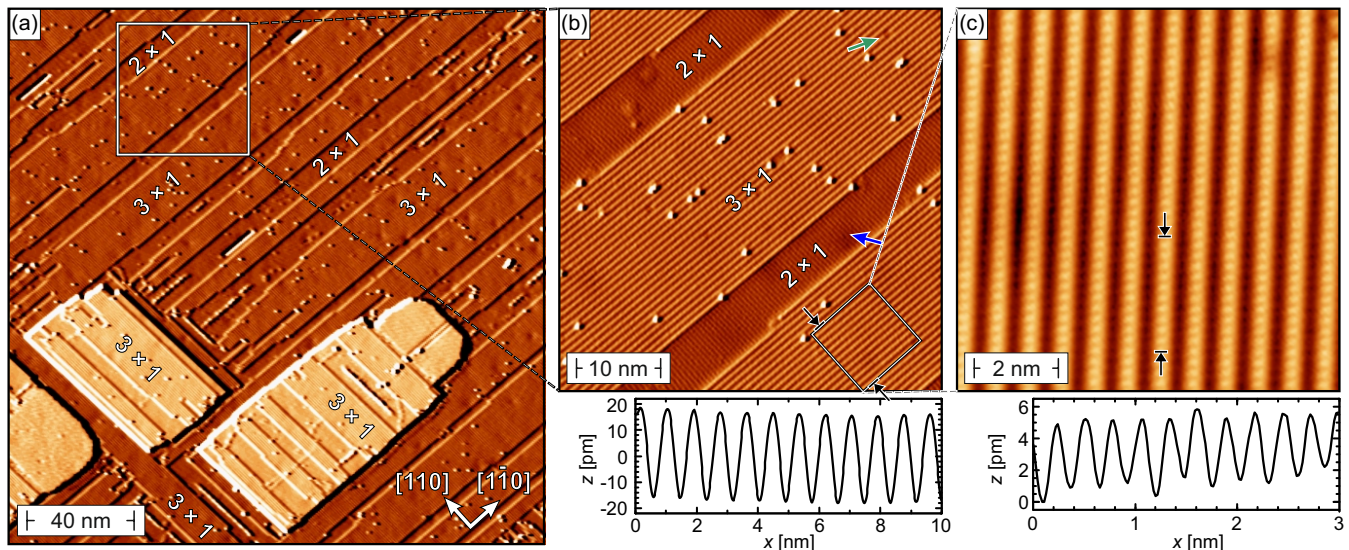 (a)
2 × 1
2 × 1
3 × 1
3 × 1
3 × 1
3 × 1
3 × 1
[110] [11̄0]
40 nm
(b)
2 × 1
3 × 1
2 × 1
10 nm
20
10
0
-10
-20
z [pm]
0 2 4 6 8 10
x [nm]
(c)
2 nm
6
4
2
0
z [pm]
0 1 2 3
x [nm]